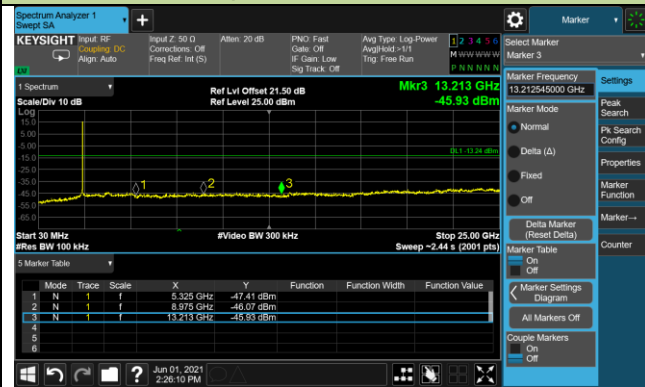 Spectrum Analyzer 1
Swept SA
+
Marker
KEYSIGHT
Input: RF
Coupling: DC
Align: Auto
Input Z: 50 Ω
Corrections: Off
Freq Ref: Int (S)
Atten: 20 dB
PNO: Fast
Gate: Off
IF Gain: Low
Sig Track: Off
Avg Type: Log-Power
Avg|Hold:>1/1
Trig: Free Run
1 2 3 4 5 6
M W W W W W
P N N N N N
LXI
Select Marker
Marker 3
1 Spectrum
Scale/Div 10 dB
Log
Ref Lvl Offset 21.50 dB
Ref Level 25.00 dBm
Mkr3 13.213 GHz
-45.93 dBm
15.0
5.00
-5.00
-15.0
-25.0
-35.0
-45.0
-55.0
-65.0
DL1 -13.24 dBm
1
2
3
Start 30 MHz
#Res BW 100 kHz
#Video BW 300 kHz
Stop 25.00 GHz
Sweep ~2.44 s (2001 pts)
5 Marker Table
Mode Trace Scale X Y Function Function Width Function Value
1 N 1 f 5.325 GHz -47.41 dBm
2 N 1 f 8.975 GHz -46.07 dBm
3 N 1 f 13.213 GHz -45.93 dBm
4
5
6
Marker Frequency
13.212545000 GHz
Marker Mode
Normal
Delta (Δ)
Fixed
Off
Delta Marker
(Reset Delta)
Marker Table
On
Off
Marker Settings
Diagram
All Markers Off
Couple Markers
On
Off
Settings
Peak
Search
Pk Search
Config
Properties
Marker
Function
Marker→
Counter
?
Jun 01, 2021
2:26:10 PM